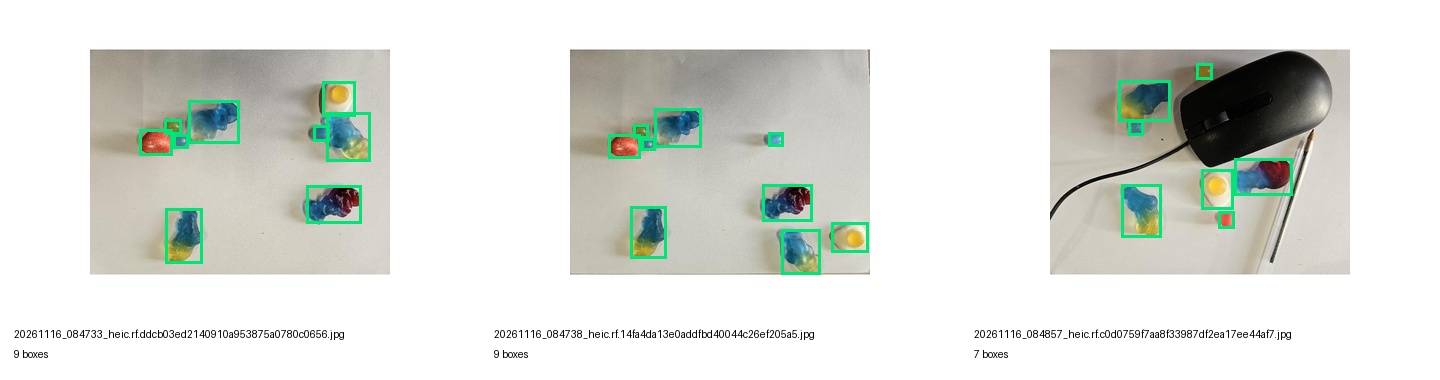 20261116_084733_heic.rf.ddcb03ed2140910a953875a0780c0656.jpg
9 boxes
20261116_084738_heic.rf.14fa4da13e0addfbd40044c26ef205a5.jpg
9 boxes
20261116_084857_heic.rf.c0d0759f7aa8f33987df2ea17ee44af7.jpg
7 boxes